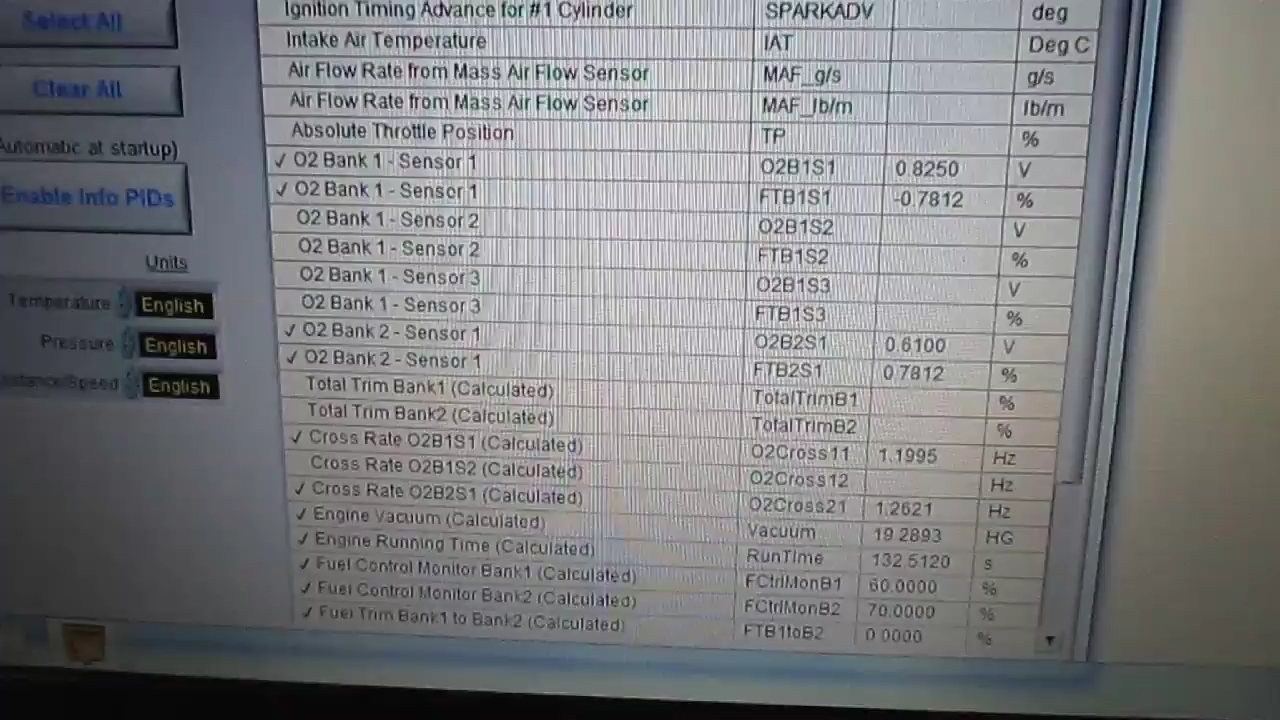 Select All
Clear All
Automatic at startup)
Enable Info PIDs
Units
Temperature English
Pressure English
English
Ignition Timing Advance for #1 Cylinder SPARKADV deg
Intake Air Temperature IAT Deg C
Air Flow Rate from Mass Air Flow Sensor MAF_g/s g/s
Air Flow Rate from Mass Air Flow Sensor MAF_lb/m lb/m
Absolute Throttle Position TP %
✓ O2 Bank 1 - Sensor 1 O2B1S1 0.8250 V
✓ O2 Bank 1 - Sensor 1 FTB1S1 -0.7812 %
O2 Bank 1 - Sensor 2 O2B1S2 V
O2 Bank 1 - Sensor 2 FTB1S2 %
O2 Bank 1 - Sensor 3 O2B1S3 V
O2 Bank 1 - Sensor 3 FTB1S3 %
✓ O2 Bank 2 - Sensor 1 O2B2S1 0.6100 V
✓ O2 Bank 2 - Sensor 1 FTB2S1 0.7812 %
Total Trim Bank1 (Calculated) TotalTrimB1 %
Total Trim Bank2 (Calculated) TotalTrimB2 %
✓ Cross Rate O2B1S1 (Calculated) O2Cross11 1.1995 Hz
Cross Rate O2B1S2 (Calculated) O2Cross12 Hz
✓ Cross Rate O2B2S1 (Calculated) O2Cross21 1.2621 Hz
✓ Engine Vacuum (Calculated) Vacuum 19.2893 HG
✓ Engine Running Time (Calculated) RunTime 132.5120 s
✓ Fuel Control Monitor Bank1 (Calculated) FCtrlMonB1 60.0000 %
✓ Fuel Control Monitor Bank2 (Calculated) FCtrlMonB2 70.0000 %
✓ Fuel Trim Bank1 to Bank2 (Calculated) FTB1toB2 0.0000 %